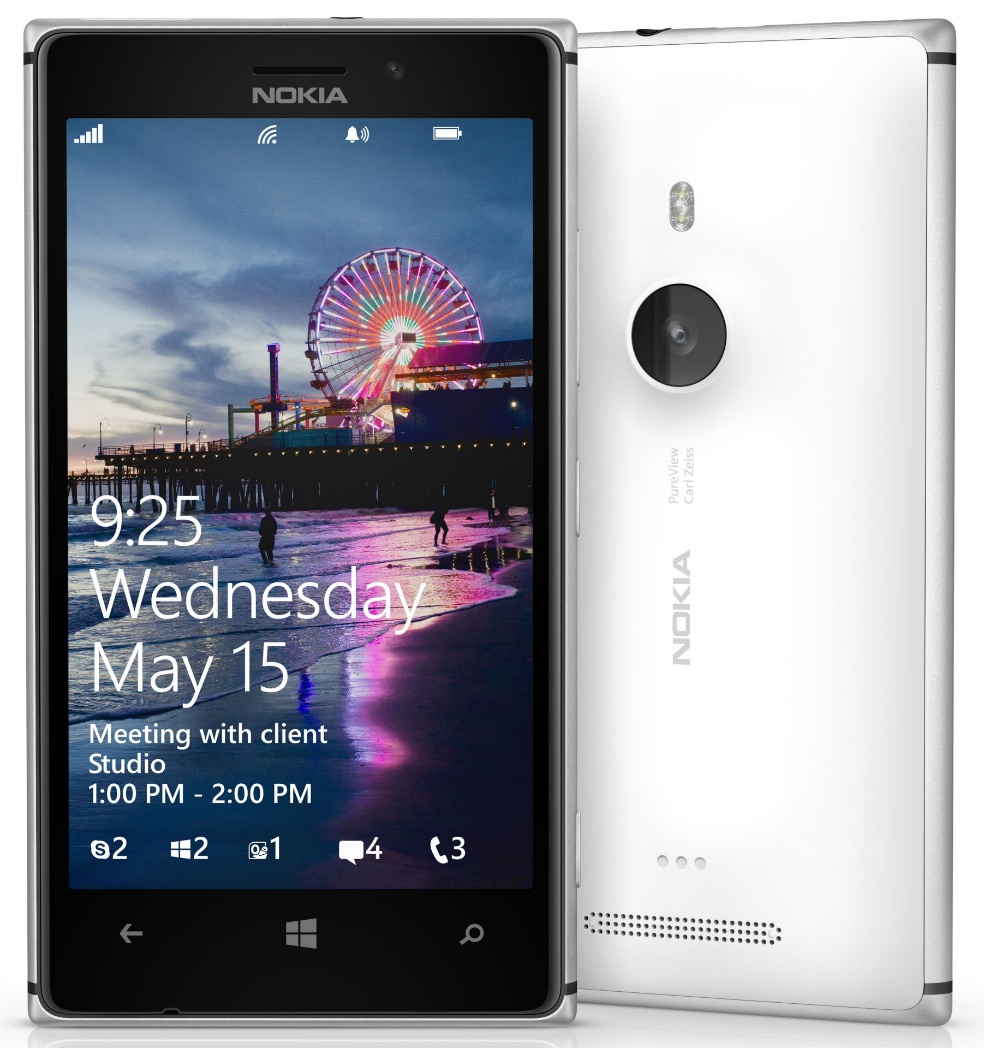 NOKIA
9:25
Wednesday
May 15
Meeting with client
Studio
1:00 PM - 2:00 PM
2 2 1 4 3
PureView
Carl Zeiss
NOKIA